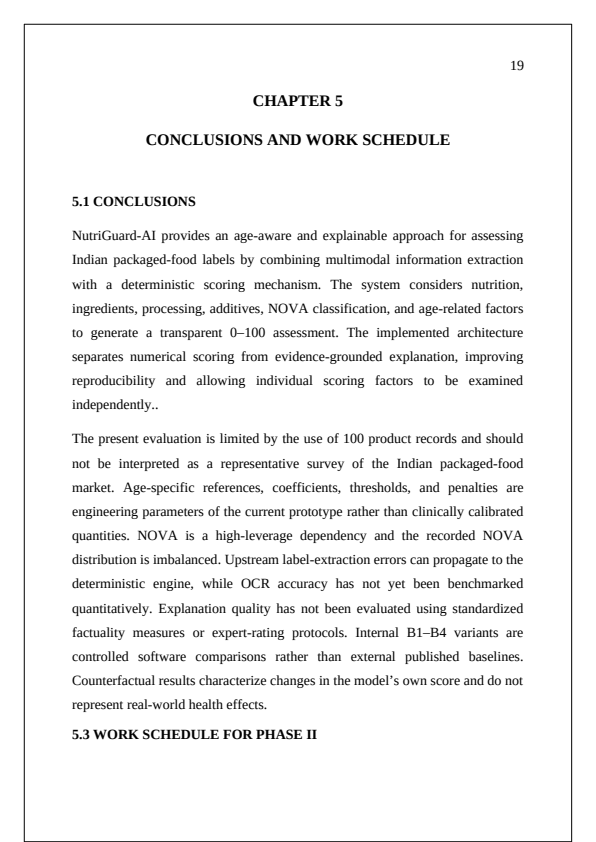 19
CHAPTER 5
CONCLUSIONS AND WORK SCHEDULE
5.1 CONCLUSIONS
NutriGuard-AI provides an age-aware and explainable approach for assessing
Indian packaged-food labels by combining multimodal information extraction
with a deterministic scoring mechanism. The system considers nutrition,
ingredients, processing, additives, NOVA classification, and age-related factors
to generate a transparent 0–100 assessment. The implemented architecture
separates numerical scoring from evidence-grounded explanation, improving
reproducibility and allowing individual scoring factors to be examined
independently..
The present evaluation is limited by the use of 100 product records and should
not be interpreted as a representative survey of the Indian packaged-food
market. Age-specific references, coefficients, thresholds, and penalties are
engineering parameters of the current prototype rather than clinically calibrated
quantities. NOVA is a high-leverage dependency and the recorded NOVA
distribution is imbalanced. Upstream label-extraction errors can propagate to the
deterministic engine, while OCR accuracy has not yet been benchmarked
quantitatively. Explanation quality has not been evaluated using standardized
factuality measures or expert-rating protocols. Internal B1–B4 variants are
controlled software comparisons rather than external published baselines.
Counterfactual results characterize changes in the model’s own score and do not
represent real-world health effects.
5.3 WORK SCHEDULE FOR PHASE II